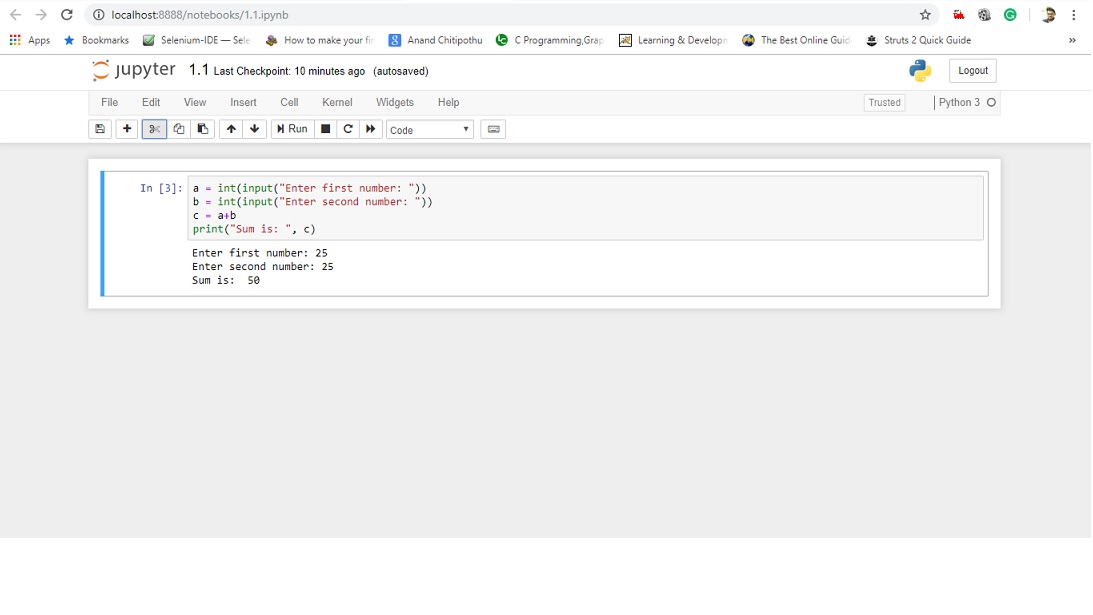 localhost:8888/notebooks/1.1.ipynb
Apps Bookmarks Selenium-IDE — Sele How to make your fir Anand Chitipothu C Programming,Grap Learning & Developn The Best Online Guid Struts 2 Quick Guide »
jupyter 1.1 Last Checkpoint: 10 minutes ago (autosaved) Logout
File Edit View Insert Cell Kernel Widgets Help Trusted Python 3
Run Code
In [3]: a = int(input("Enter first number: "))
b = int(input("Enter second number: "))
c = a+b
print("Sum is: ", c)
Enter first number: 25
Enter second number: 25
Sum is:  50